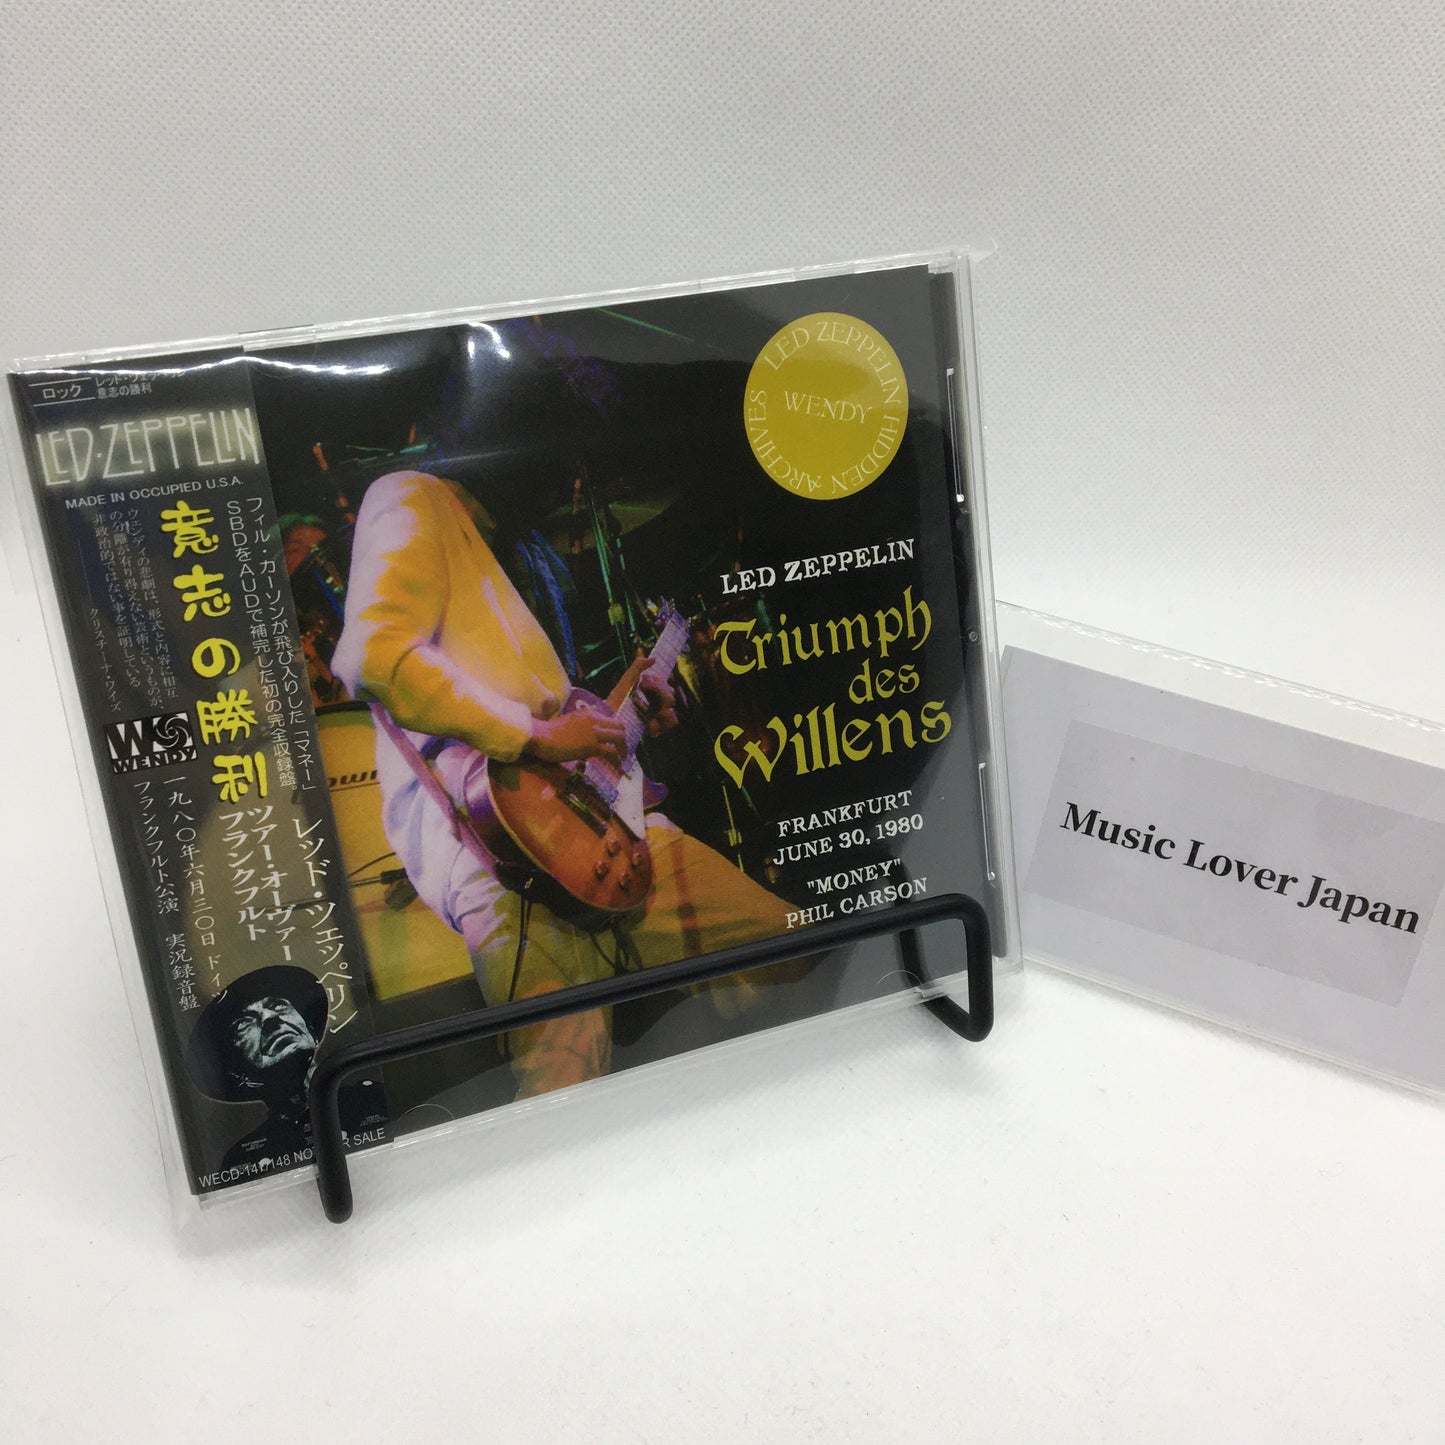 ロック
意志の勝利
LED·ZEPPELIN
MADE IN OCCUPIED U.S.A.
意志の勝利
フィル・カーソンが飛び入りした「マネー」
SBDをAUDで補完した初の完全収録盤。
ウェンディの悲劇は、形式と内容に相互
の分離が有り得えない芸術というものが、
非政治的ではない事を証明している
クリスチーナ・ワイズ
WENDY
レッド・ツェッペリン
ツアー・オーヴァー
フランクフルト
一九八〇年六月三〇日 ドイツ
フランクフルト公演 実況録音盤
SALE
LED ZEPPELIN HIDDEN ARCHIVES
WENDY
LED ZEPPELIN
Triumph
des
Willens
FRANKFURT
JUNE 30, 1980
"MONEY"
PHIL CARSON
Music Lover Japan